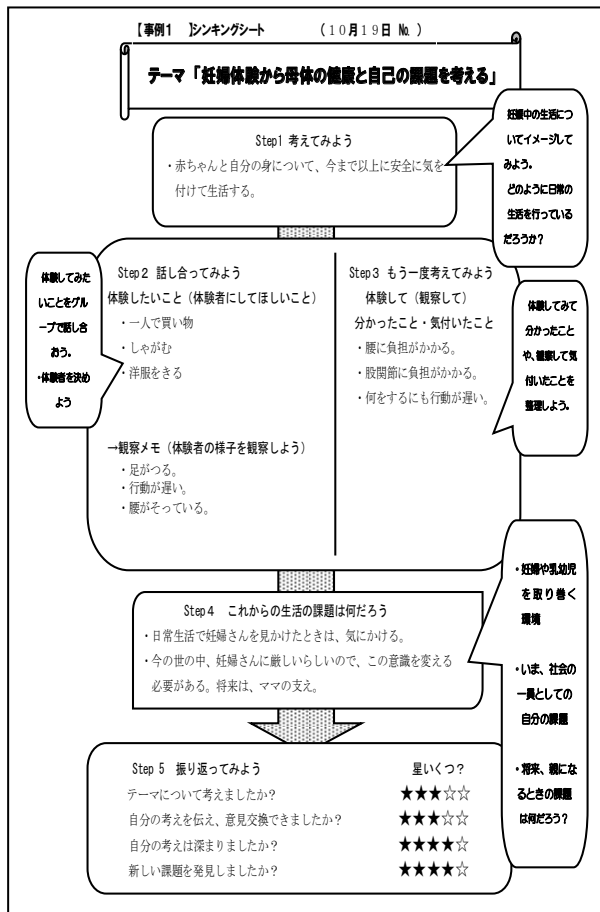 【事例1 】シンキングシート （10月19日 №　）
テーマ「妊婦体験から母体の健康と自己の課題を考える」
Step1 考えてみよう
・赤ちゃんと自分の身について、今まで以上に安全に気を
付けて生活する。
妊娠中の生活につ
いてイメージして
みよう。
どのように日常の
生活を行っている
だろうか？
体験してみた
いことをグル
ープで話し合
おう。
・体験者を決め
よう
Step2 話し合ってみよう
体験したいこと（体験者にしてほしいこと）
・一人で買い物
・しゃがむ
・洋服をきる
→観察メモ（体験者の様子を観察しよう）
・足がつる。
・行動が遅い。
・腰がそっている。
Step3 もう一度考えてみよう
体験して（観察して）
分かったこと・気付いたこと
・腰に負担がかかる。
・股関節に負担がかかる。
・何をするにも行動が遅い。
体験してみて
分かったこと
や、観察して気
付いたことを
整理しよう。
Step4 これからの生活の課題は何だろう
・日常生活で妊婦さんを見かけたときは、気にかける。
・今の世の中、妊婦さんに厳しいらしいので、この意識を変える
必要がある。将来は、ママの支え。
・妊婦や乳幼児
を取り巻く
環境
・いま、社会の
一員としての
自分の課題
・将来、親にな
るときの課題
は何だろう？
Step 5 振り返ってみよう 星いくつ？
テーマについて考えましたか？ ★★★☆☆
自分の考えを伝え、意見交換できましたか？ ★★★☆☆
自分の考えは深まりましたか？ ★★★★☆
新しい課題を発見しましたか？ ★★★★☆